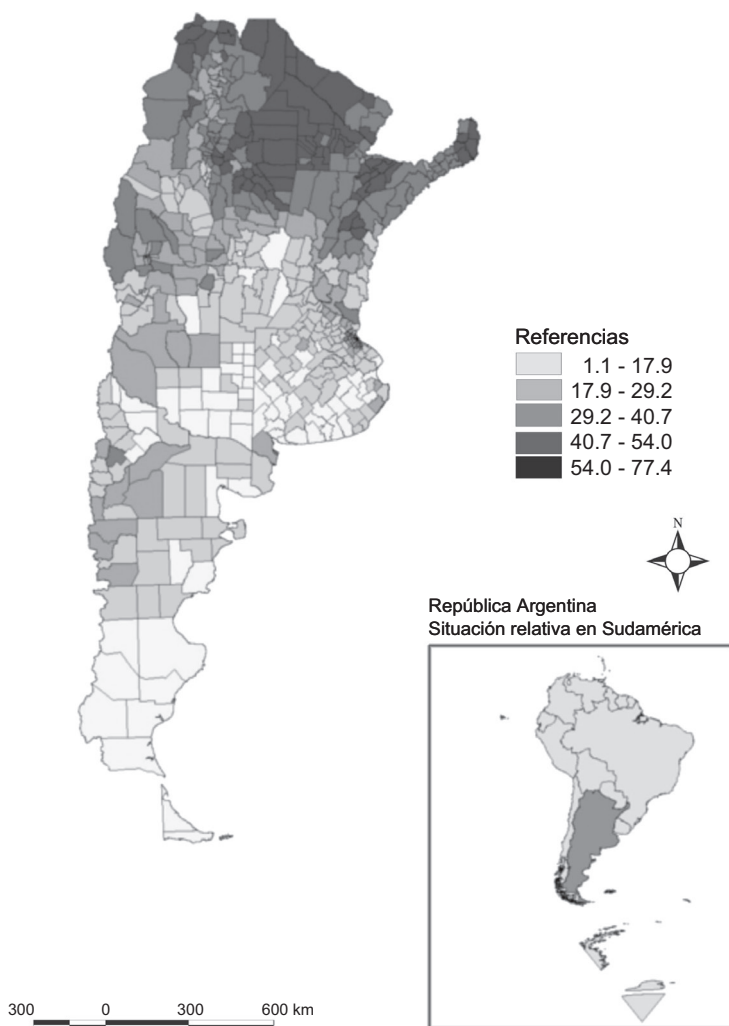 Referencias
1.1 - 17.9
17.9 - 29.2
29.2 - 40.7
40.7 - 54.0
54.0 - 77.4
N
República Argentina
Situación relativa en Sudamérica
300 0 300 600 km